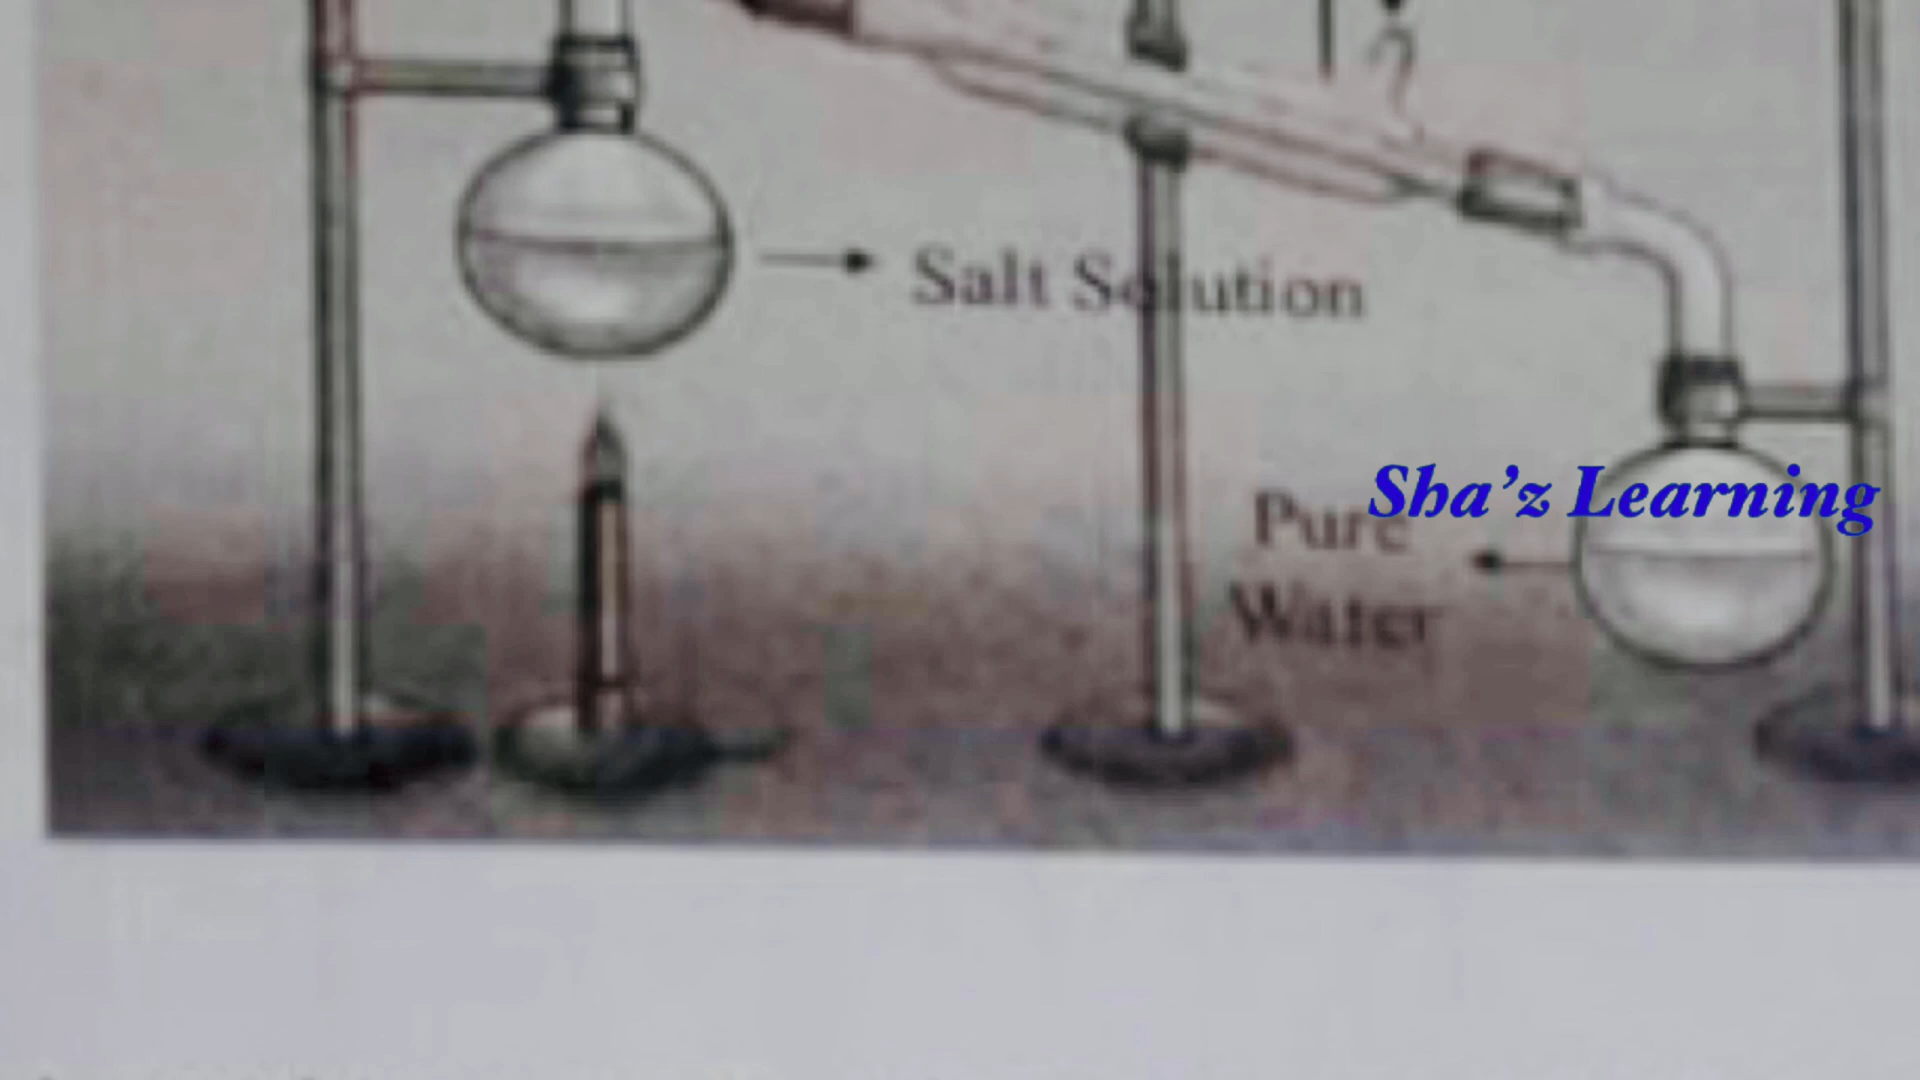 ?
Salt Solution
Sha'z Learning
Pure
Water